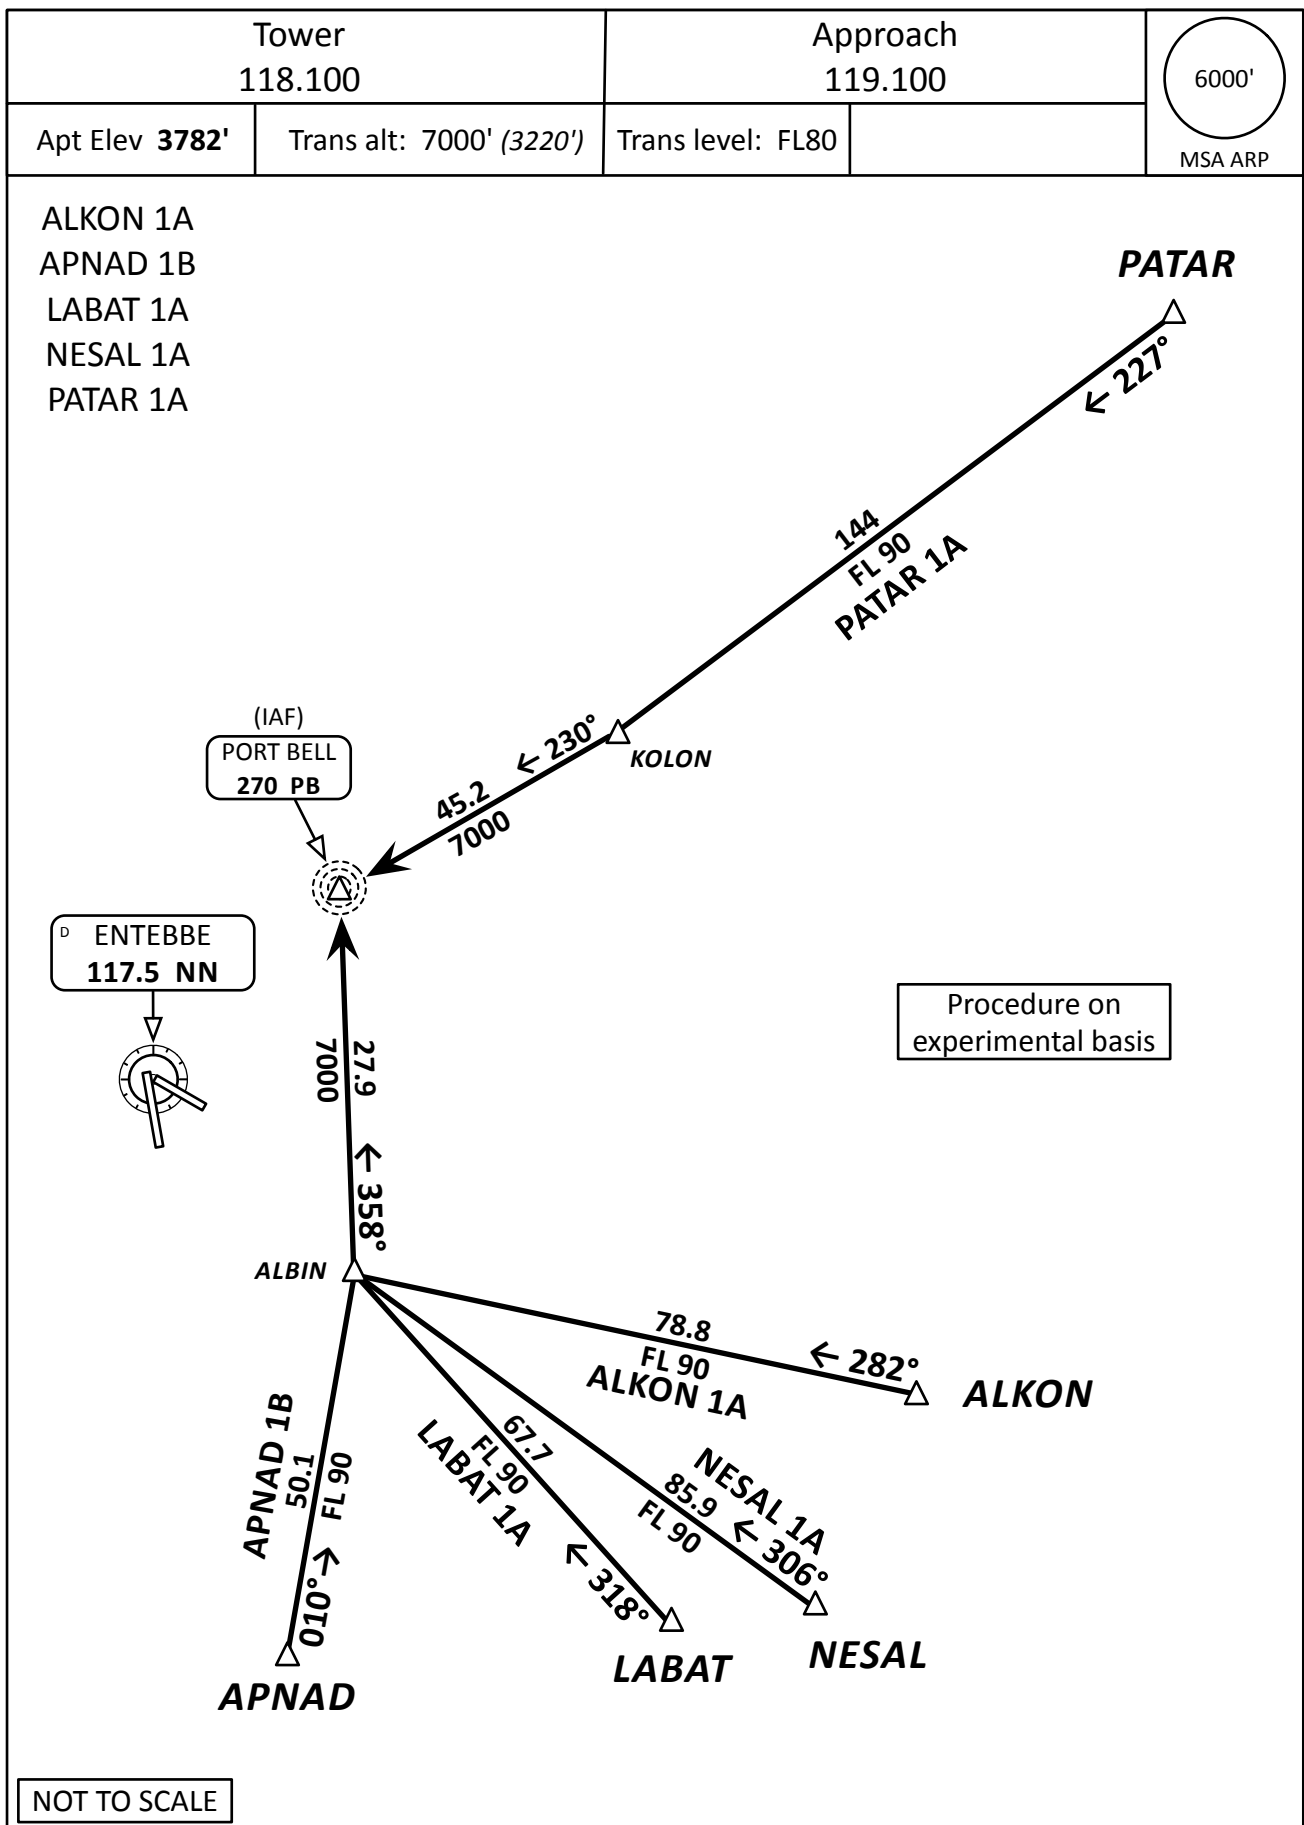 Tower
118.100
Approach
119.100
6000'
MSA ARP
Apt Elev 3782'
Trans alt: 7000' (3220')
Trans level: FL80
ALKON 1A
APNAD 1B
LABAT 1A
NESAL 1A
PATAR 1A
PATAR
← 227°
144
FL 90
PATAR 1A
KOLON
← 230°
45.2
7000
(IAF)
PORT BELL
270 PB
D ENTEBBE
117.5 NN
Procedure on
experimental basis
27.9
7000
← 358°
ALBIN
78.8
FL 90
ALKON 1A
← 282°
ALKON
67.7
FL 90
LABAT 1A
← 318°
LABAT
NESAL 1A
85.9
FL 90
← 306°
NESAL
APNAD 1B
50.1
FL 90
010° →
APNAD
NOT TO SCALE